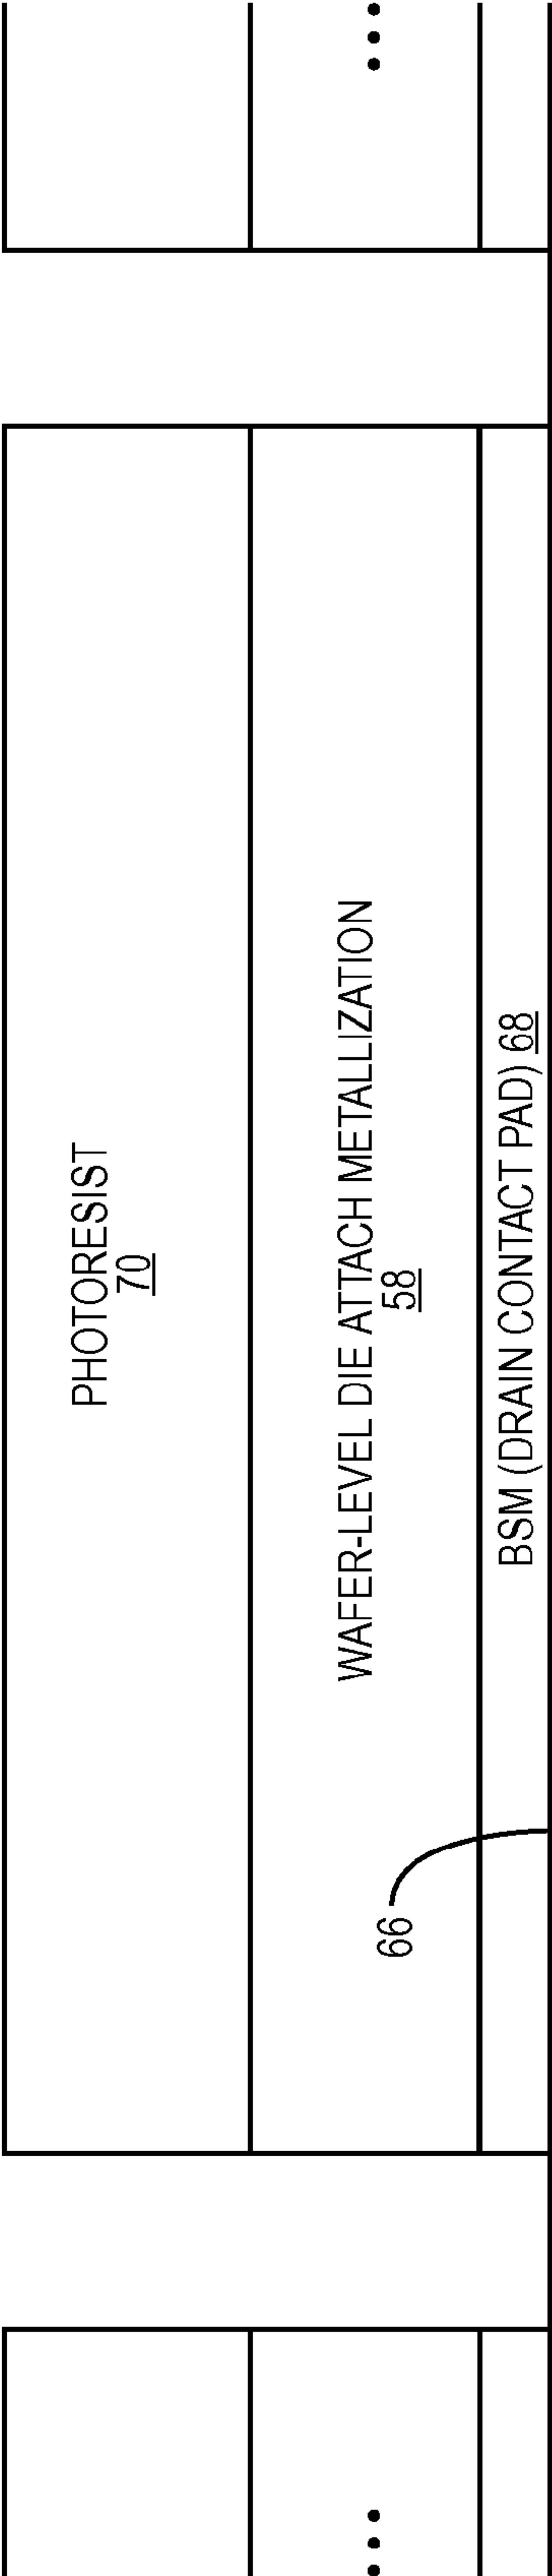 PHOTORESIST
70
WAFER-LEVEL DIE ATTACH METALLIZATION
58
66
BSM (DRAIN CONTACT PAD) 68